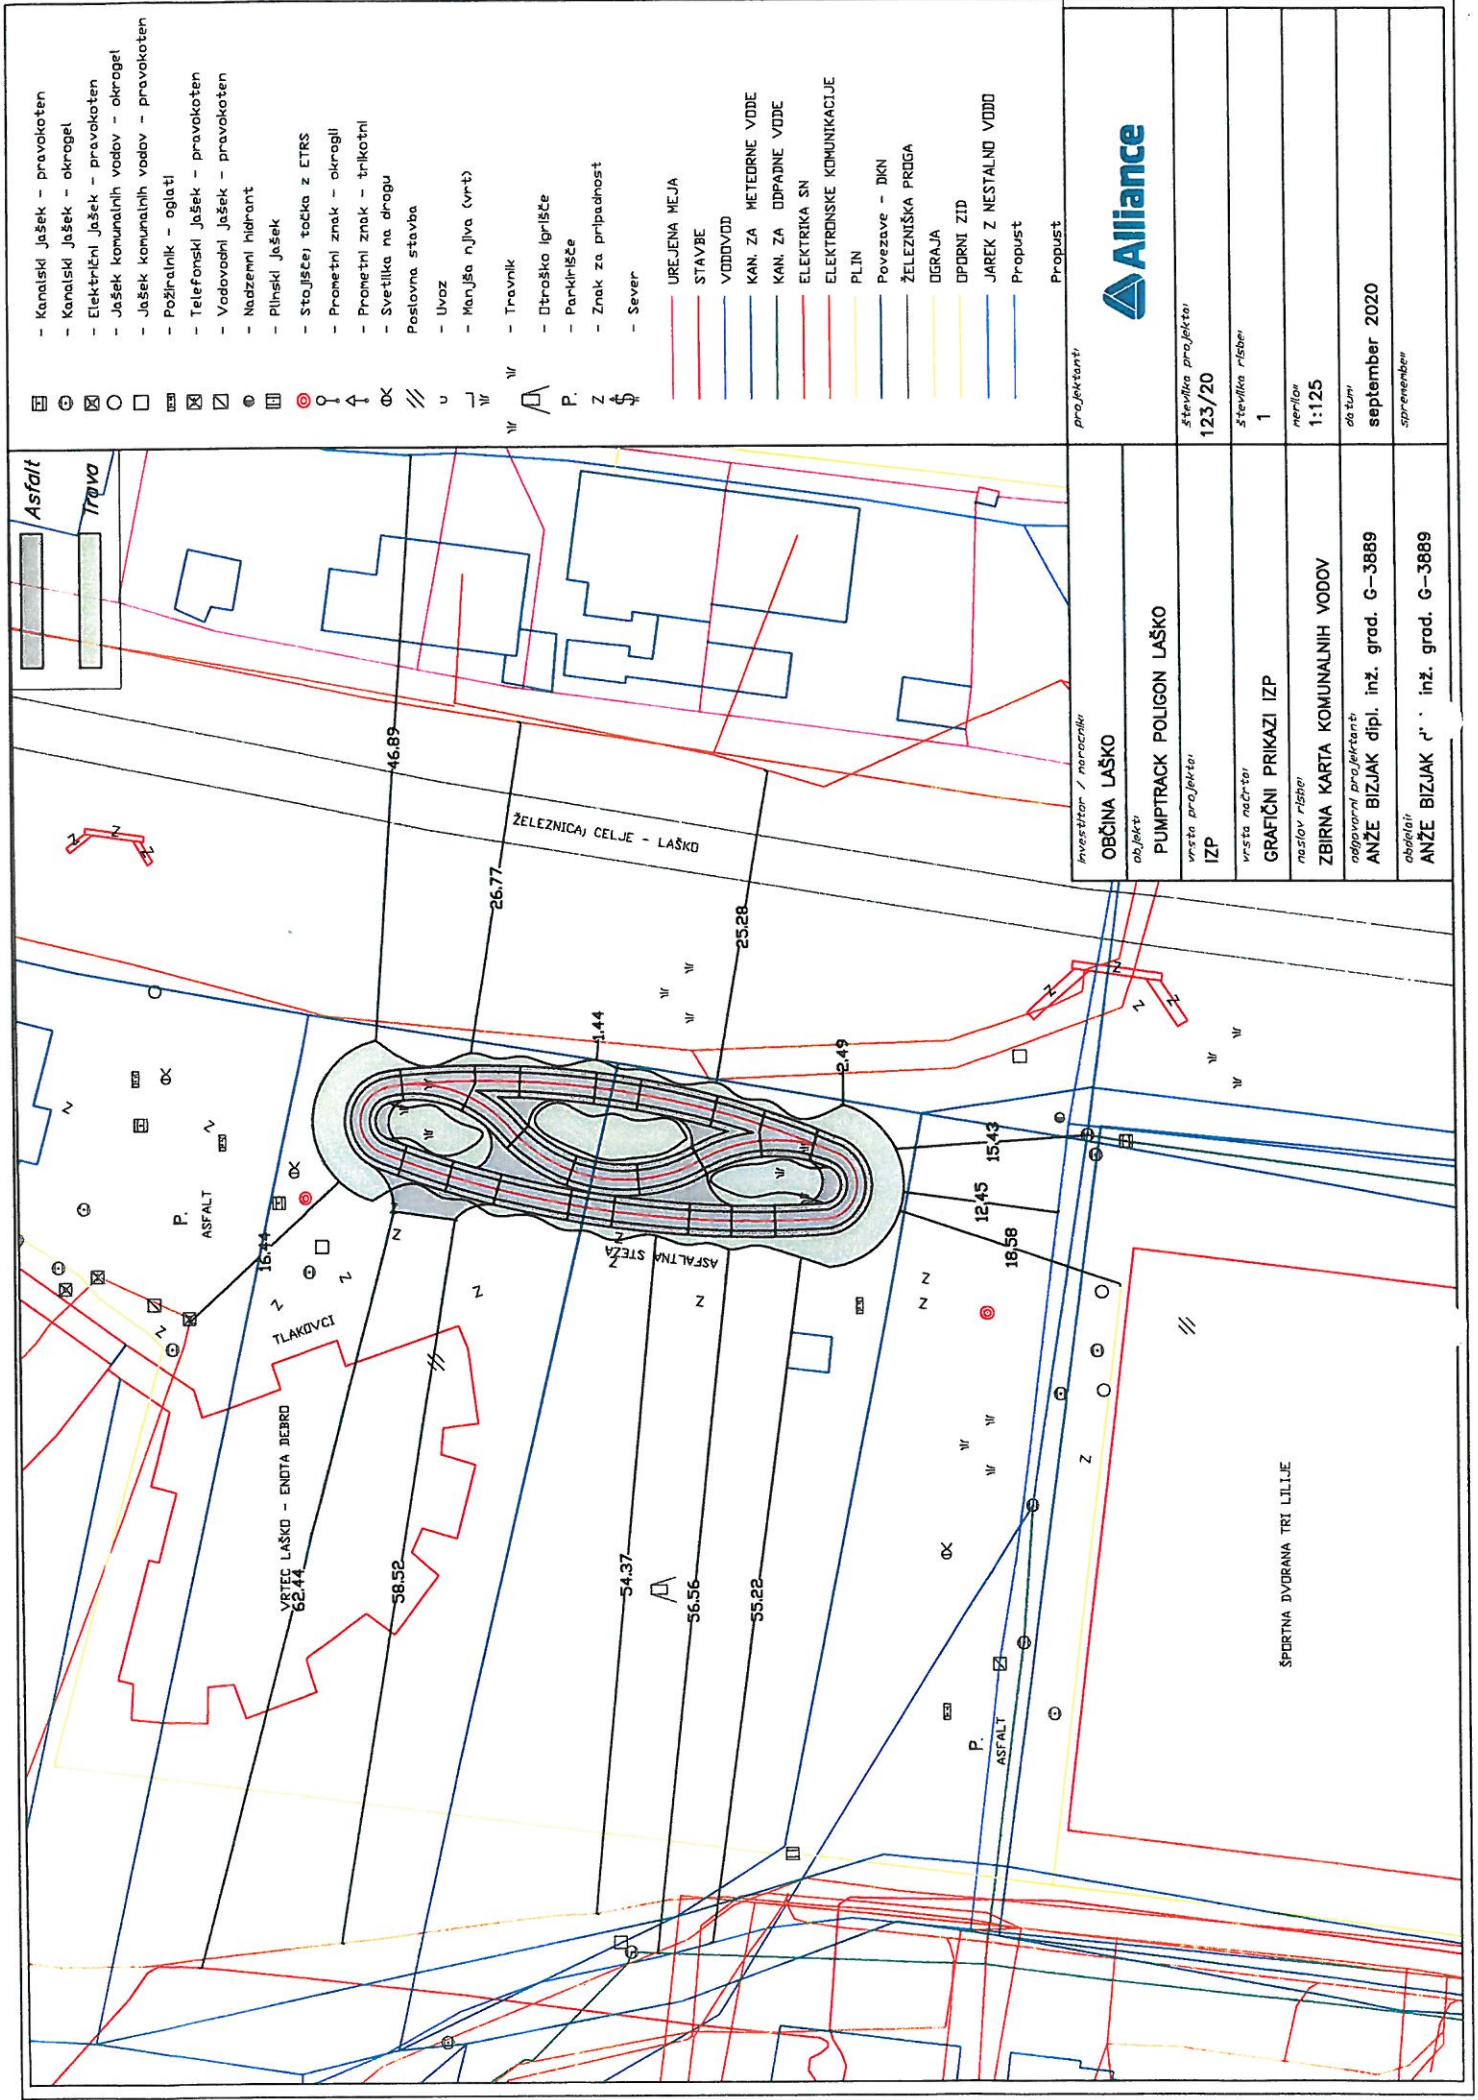 - Kanalski jašek - pravokoten
- Kanalski jašek - okrogel
- Električni jašek - pravokoten
- Jašek komunalnih vodov - okrogel
- Jašek komunalnih vodov - pravokoten
- Požiralnik - oglati
- Telefonski jašek - pravokoten
- Vodovodni jašek - pravokoten
- Nadzemni hidrant
- Plinski jašek
- Stojišče; točka z ETRS
- Prometni znak - okrogli
- Prometni znak - trikotni
- Svetilka na drogu
Poslovna stavba
- Uvoz
- Manjša njiva (vrt)
- Travnik
- Otroško igrišče
P. - Parkirišče
Z - Znak za pripadnost
- Sever
UREJENA MEJA
STAVBE
VODOVOD
KAN. ZA METEORNE VODE
KAN. ZA ODPADNE VODE
ELEKTRIKA SN
ELEKTRONSKE KOMUNIKACIJE
PLIN
Povezave - DKN
ŽELEZNIŠKA PROGA
OGRAJA
OPORNI ZID
JAREK Z NESTALNO VODO
Propust
Propust
Asfalt
Trava
46.89
26.77
25.28
1.44
2.49
15.43
12.45
18.58
16.44
62.44
58.52
54.37
56.56
55.22
ŽELEZNICA; CELJE - LAŠKO
ASFALTNA STEZA
P.
ASFALT
TLAKOVCI
VRTEC LAŠKO - ENOTA DEBRO
P.
ASFALT
ŠPORTNA DVORANA TRI LILIJE
investitor / naročnik:
OBČINA LAŠKO
objekt:
PUMPTRACK POLIGON LAŠKO
vrsta projekta:
IZP
vrsta načrta:
GRAFIČNI PRIKAZI IZP
naslov risbe:
ZBIRNA KARTA KOMUNALNIH VODOV
odgovorni projektant:
ANŽE BIZJAK dipl. inž. grad. G-3889
obdelal:
ANŽE BIZJAK inž. grad. G-3889
projektant:
Alliance
številka projekta:
123/20
številka risbe:
1
merilo:
1:125
datum:
september 2020
sprememba: